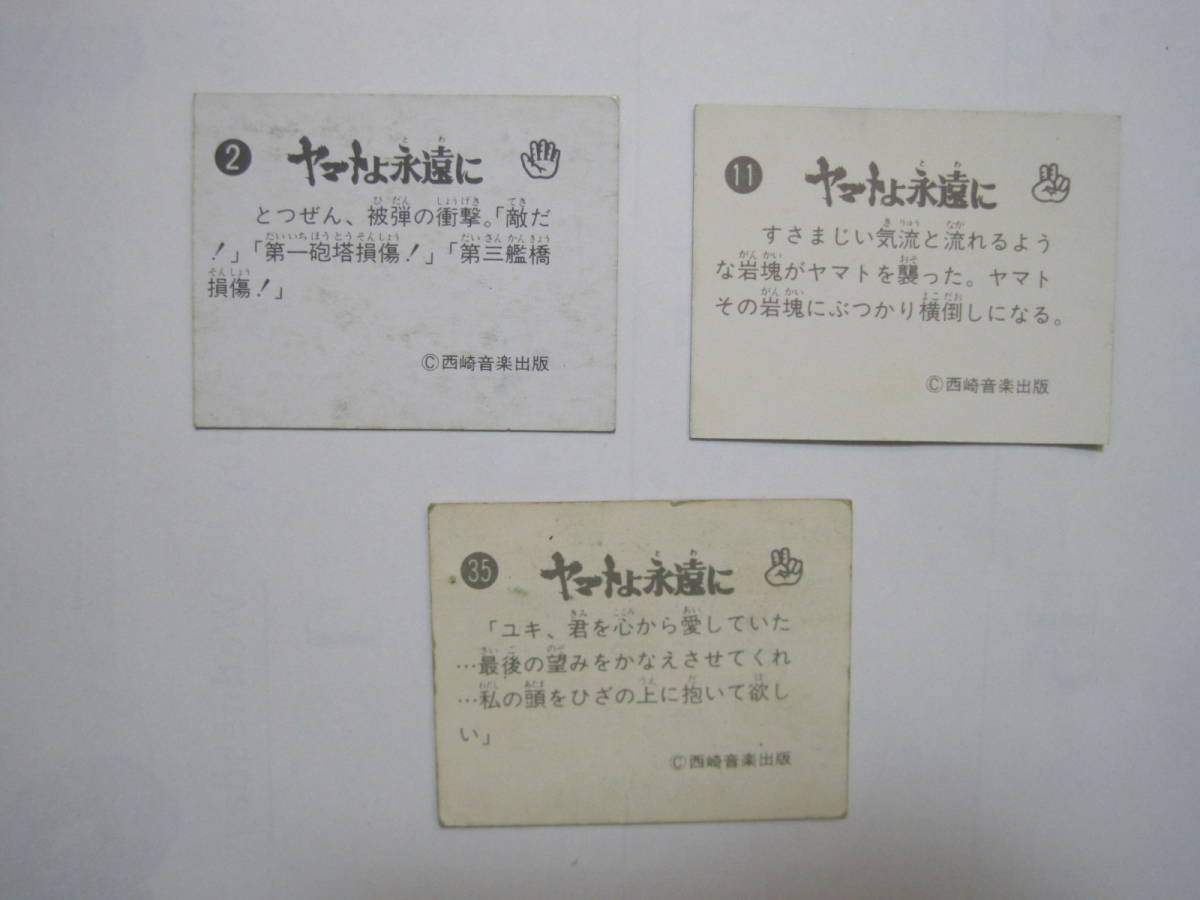 2 ヤマトよ永遠に
とつぜん、被弾の衝撃。「敵だ
！」「第一砲塔損傷！」「第三艦橋
損傷！」
©西崎音楽出版
11 ヤマトよ永遠に
すさまじい気流と流れるよう
な岩塊がヤマトを襲った。ヤマト
その岩塊にぶつかり横倒しになる。
©西崎音楽出版
35 ヤマトよ永遠に
「ユキ、君を心から愛していた
…最後の望みをかなえさせてくれ
…私の頭をひざの上に抱いて欲し
い」
©西崎音楽出版